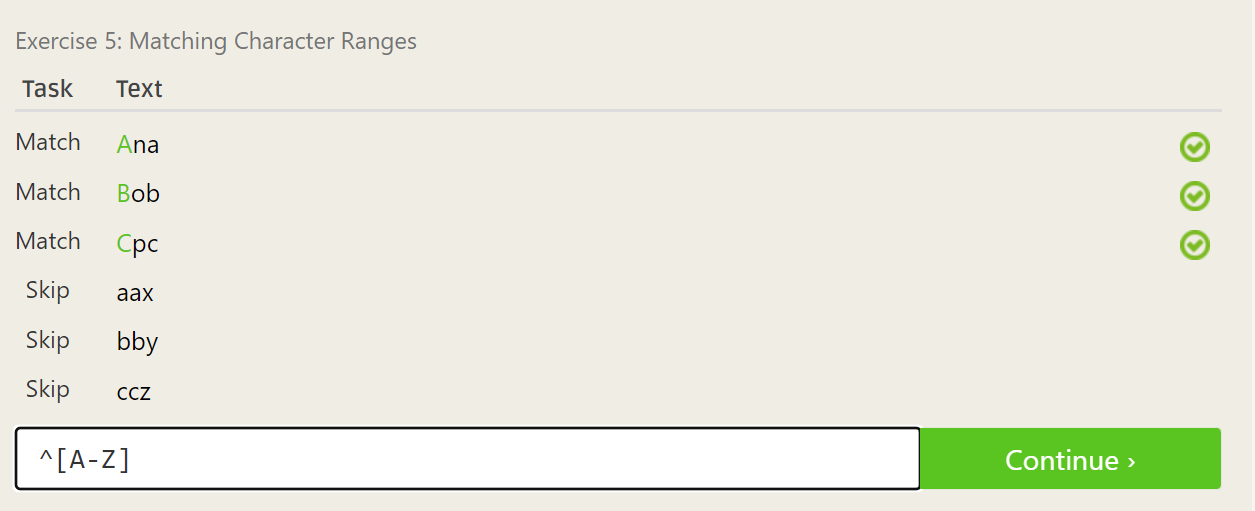 Exercise 5: Matching Character Ranges
Task Text
Match Ana
Match Bob
Match Cpc
Skip aax
Skip bby
Skip ccz
^[A-Z] Continue ›